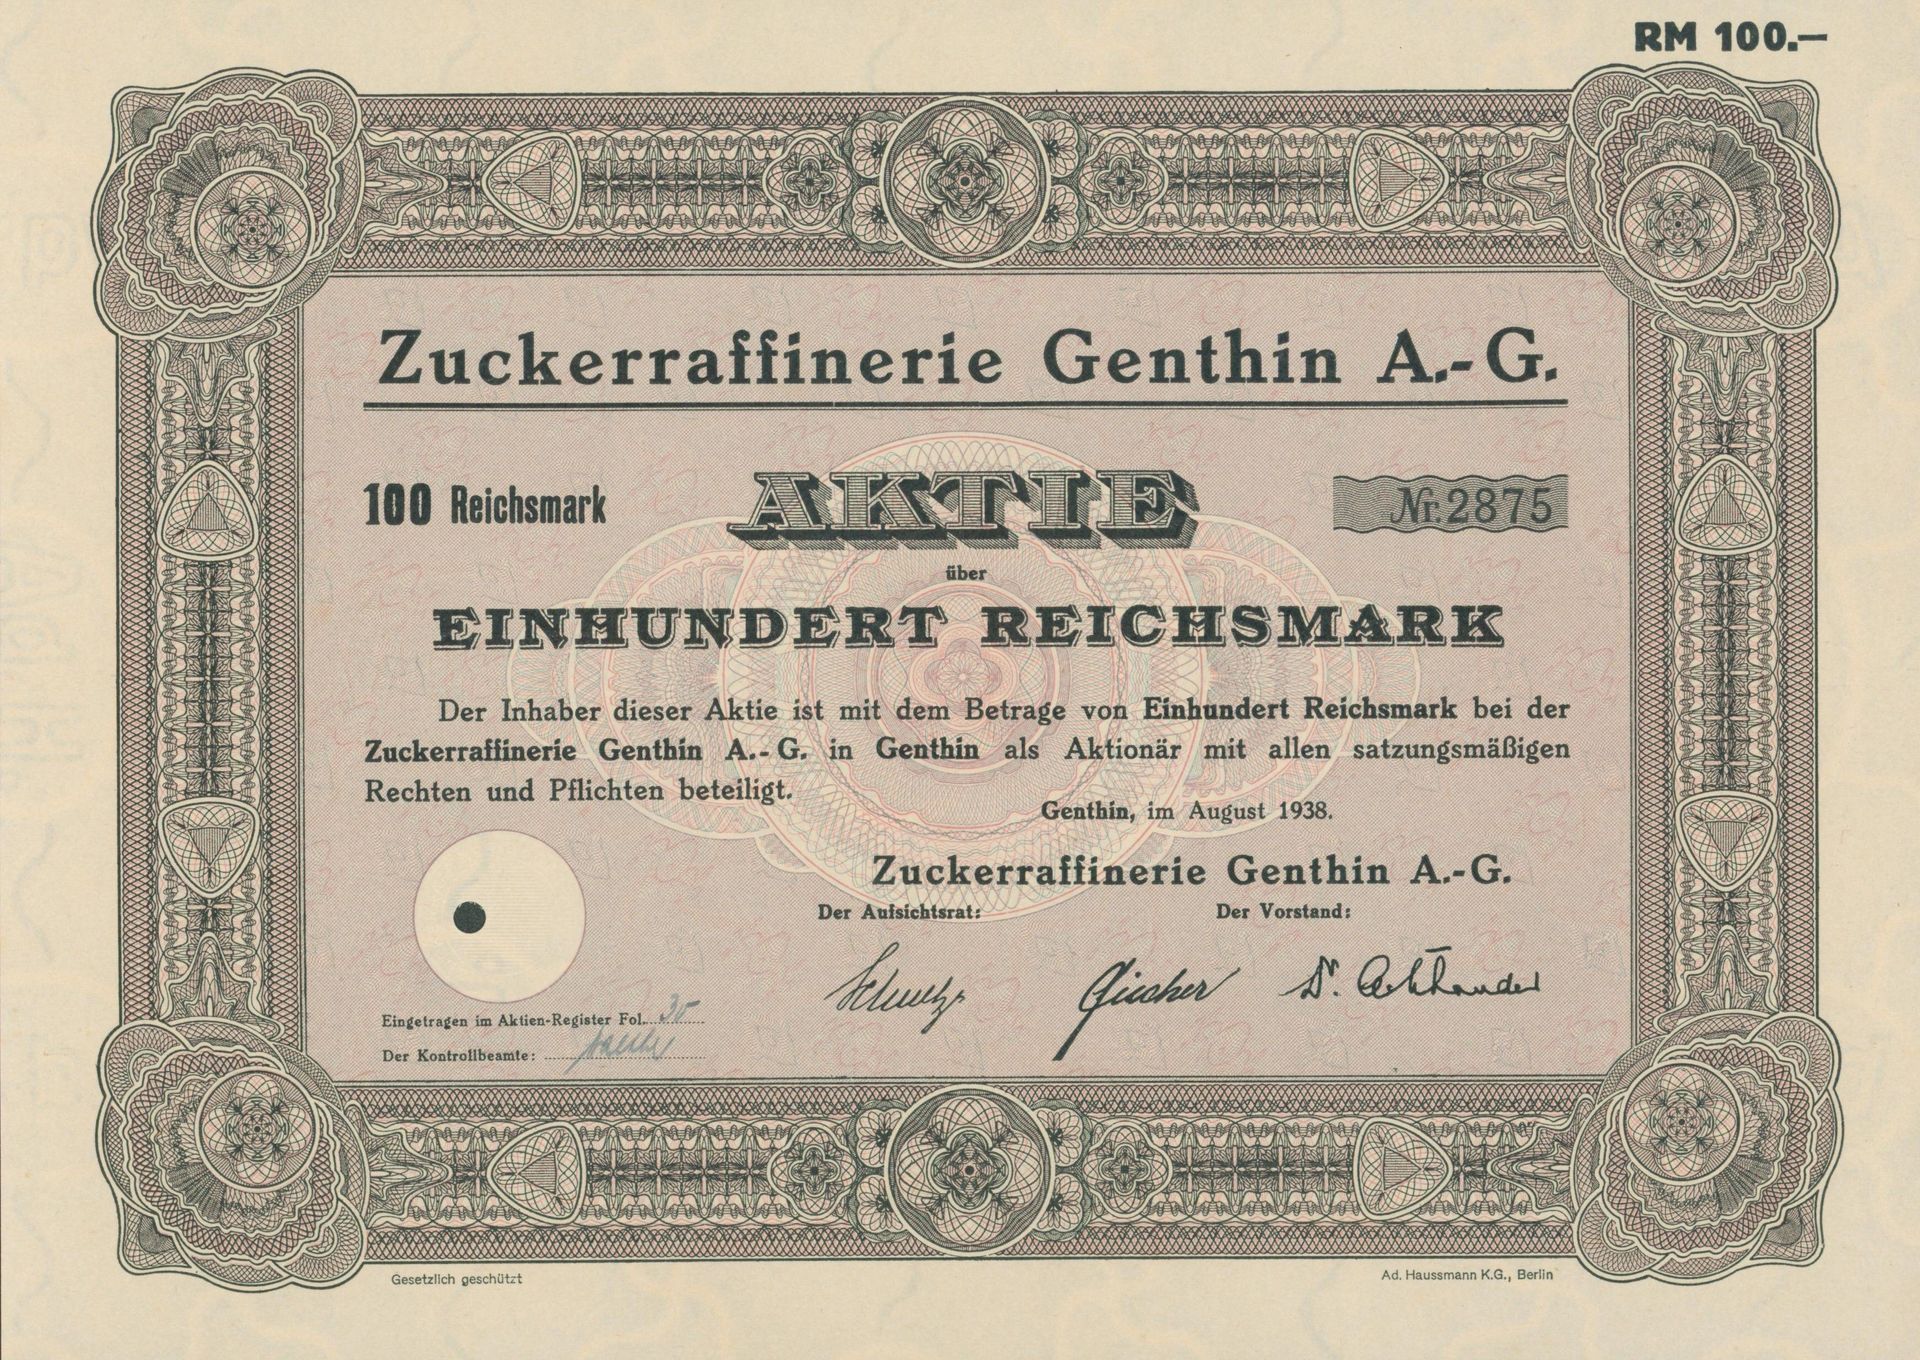 RM 100.—
Zuckerraffinerie Genthin A.-G.
100 Reichsmark
AKTIE
Nr. 2875
über
EINHUNDERT REICHSMARK
Der Inhaber dieser Aktie ist mit dem Betrage von Einhundert Reichsmark bei der
Zuckerraffinerie Genthin A.-G. in Genthin als Aktionär mit allen satzungsmäßigen
Rechten und Pflichten beteiligt.
Genthin, im August 1938.
Zuckerraffinerie Genthin A.-G.
Der Aufsichtsrat: Der Vorstand:
Dr.
Eingetragen im Aktien-Register Fol. 35
Der Kontrollbeamte:
Gesetzlich geschützt
Ad. Haussmann K.G., Berlin